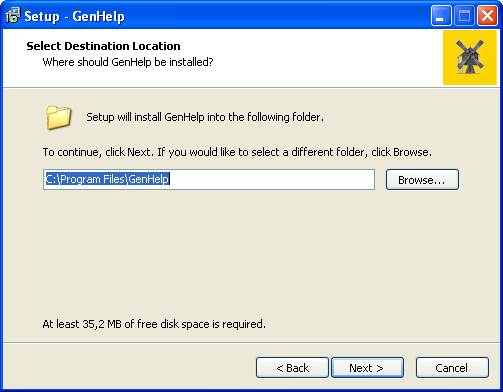 Setup - GenHelp
Select Destination Location
Where should GenHelp be installed?
Setup will install GenHelp into the following folder.
To continue, click Next. If you would like to select a different folder, click Browse.
C:\Program Files\GenHelp
Browse...
At least 35,2 MB of free disk space is required.
< Back
Next >
Cancel